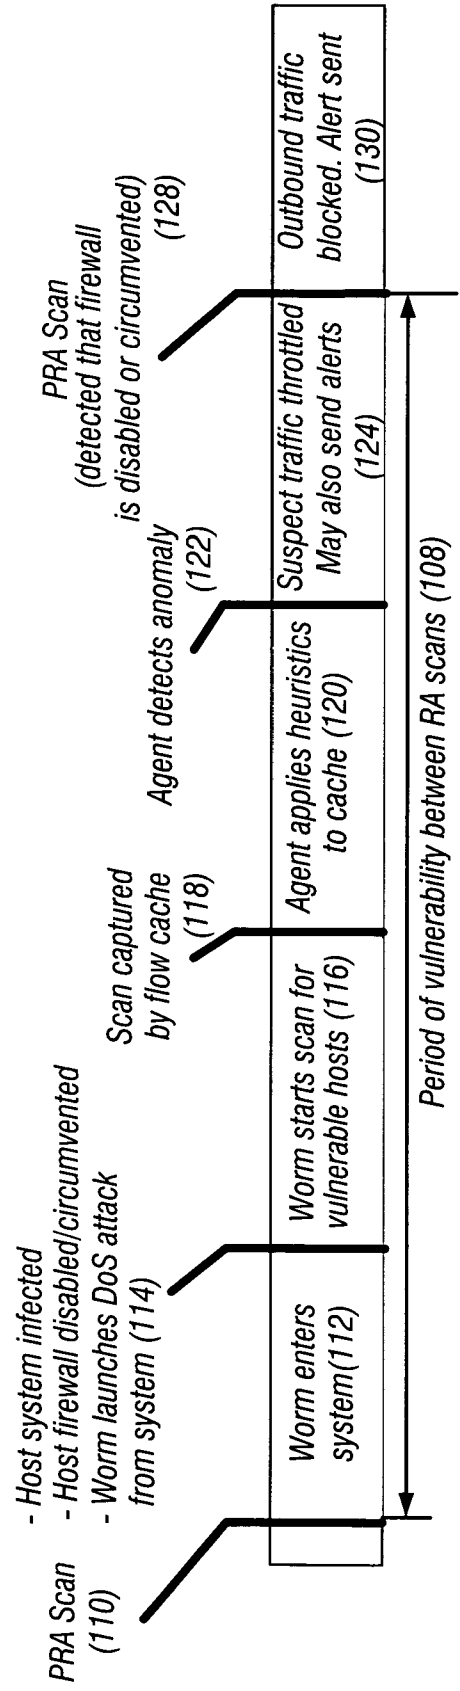 PRA Scan
(110)
- Host system infected
- Host firewall disabled/circumvented
- Worm launches DoS attack
from system (114)
Scan captured
by flow cache
(118)
Agent detects anomaly
(122)
PRA Scan
(detected that firewall
is disabled or circumvented)
(128)
Worm enters
system(112)
Worm starts scan for
vulnerable hosts (116)
Agent applies heuristics
to cache (120)
Suspect traffic throttled
May also send alerts
(124)
Outbound traffic
blocked. Alert sent
(130)
Period of vulnerability between RA scans (108)